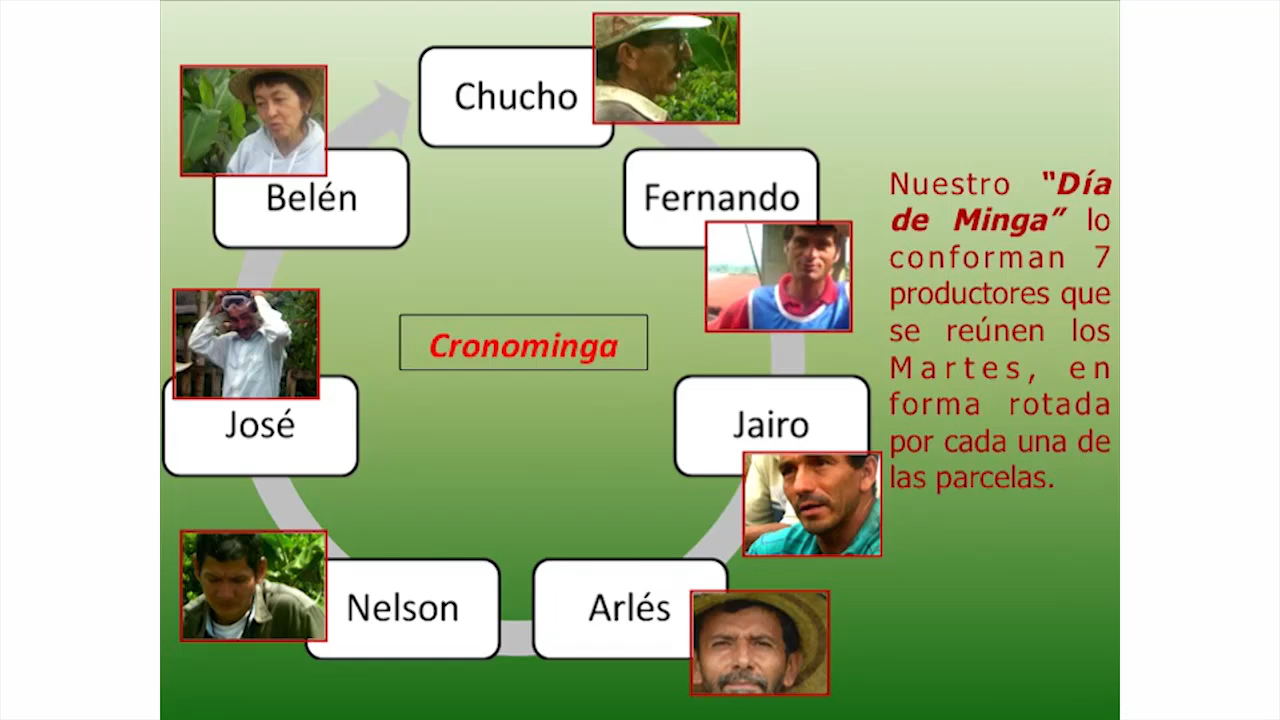 Chucho
Fernando
Jairo
Arlés
Nelson
José
Belén
Cronominga
Nuestro “Día
de Minga” lo
conforman 7
productores que
se reúnen los
Martes, en
forma rotada
por cada una de
las parcelas.